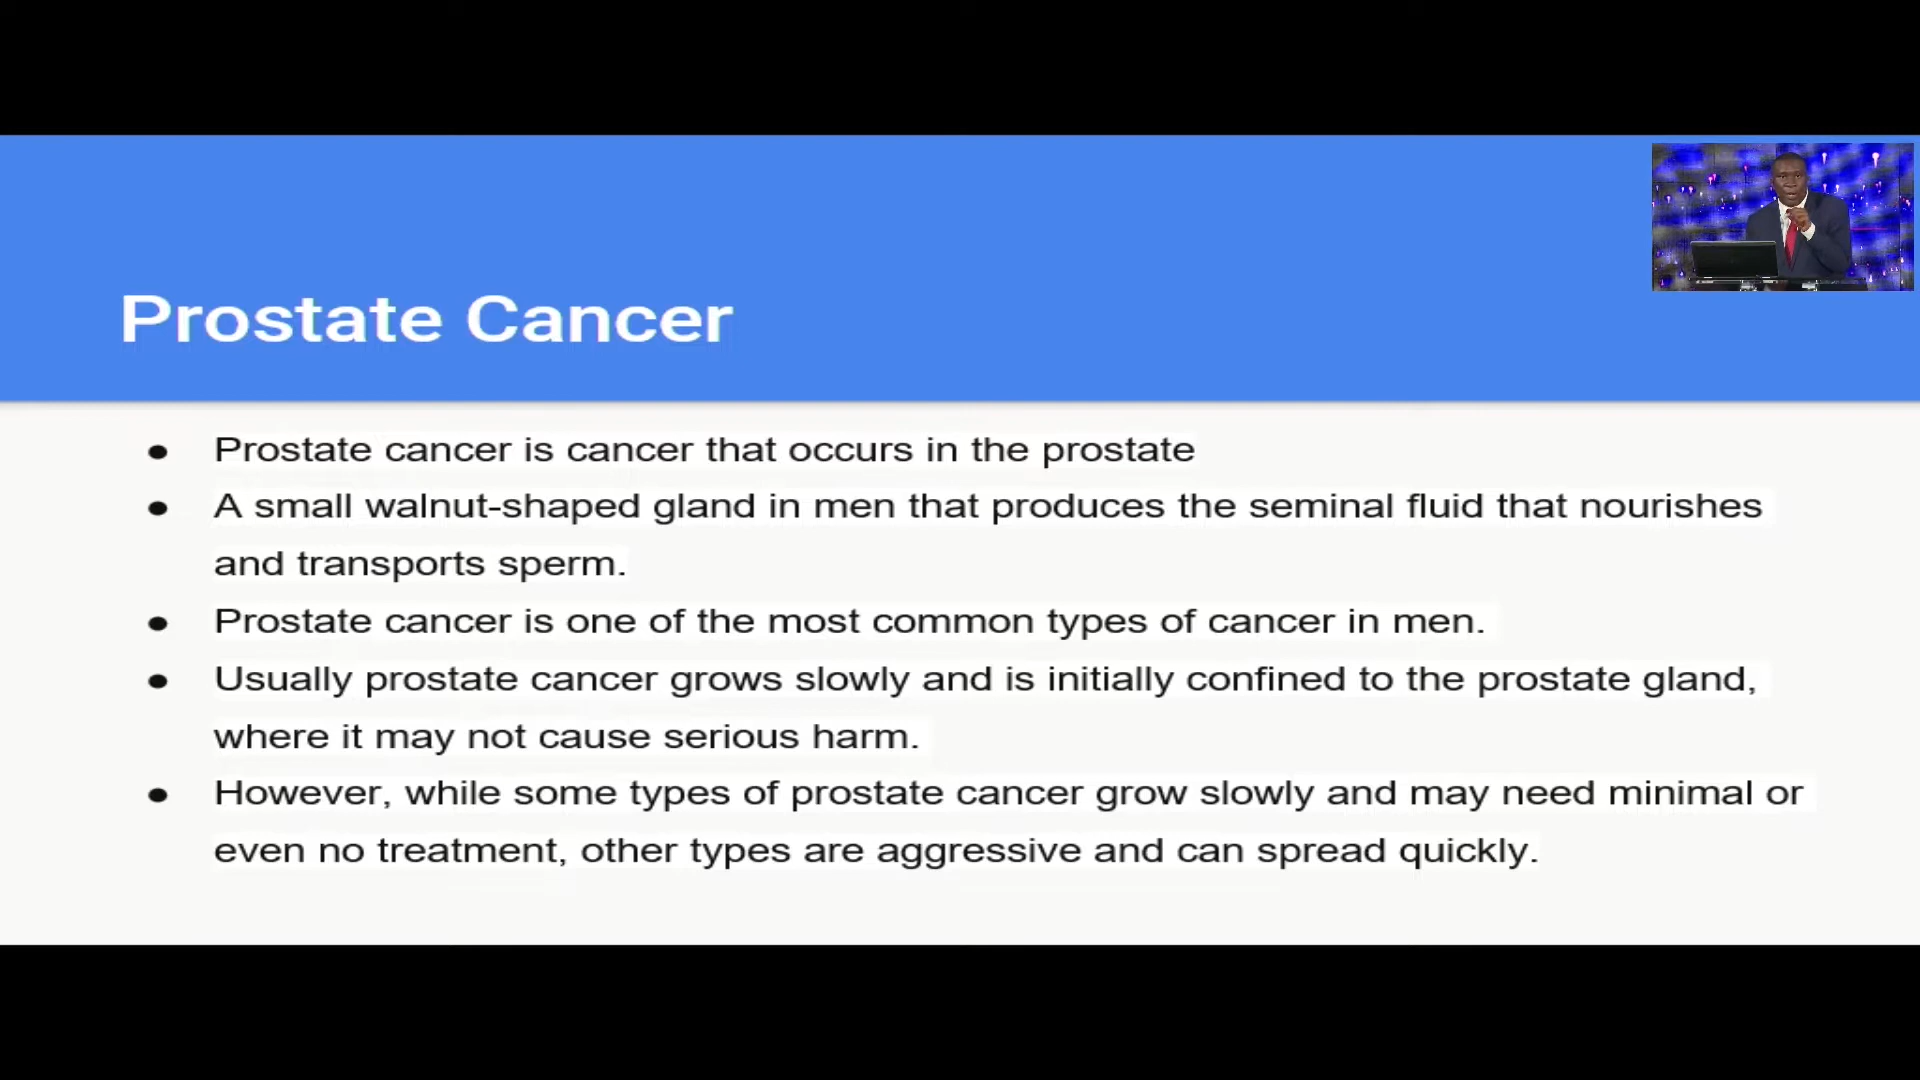 Prostate Cancer
● Prostate cancer is cancer that occurs in the prostate
● A small walnut-shaped gland in men that produces the seminal fluid that nourishes
and transports sperm.
● Prostate cancer is one of the most common types of cancer in men.
● Usually prostate cancer grows slowly and is initially confined to the prostate gland,
where it may not cause serious harm.
● However, while some types of prostate cancer grow slowly and may need minimal or
even no treatment, other types are aggressive and can spread quickly.